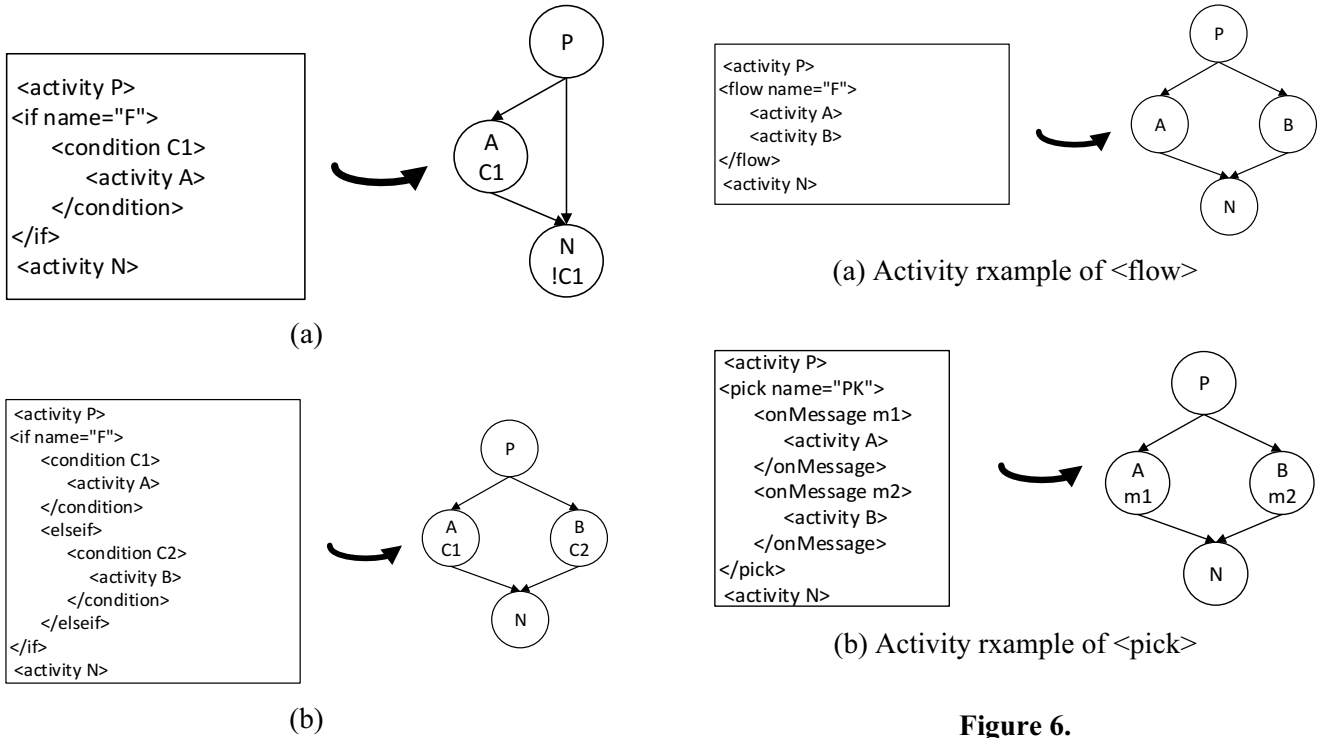 <activity P>
<if name="F">
<condition C1>
<activity A>
</condition>
</if>
<activity N>
P
A
C1
N
!C1
(a)
<activity P>
<if name="F">
<condition C1>
<activity A>
</condition>
<elseif>
<condition C2>
<activity B>
</condition>
</elseif>
</if>
<activity N>
P
A
C1
B
C2
N
(b)
<activity P>
<flow name="F">
<activity A>
<activity B>
</flow>
<activity N>
P
A
B
N
(a) Activity rxample of <flow>
<activity P>
<pick name="PK">
<onMessage m1>
<activity A>
</onMessage>
<onMessage m2>
<activity B>
</onMessage>
</pick>
<activity N>
P
A
m1
B
m2
N
(b) Activity rxample of <pick>
Figure 6.